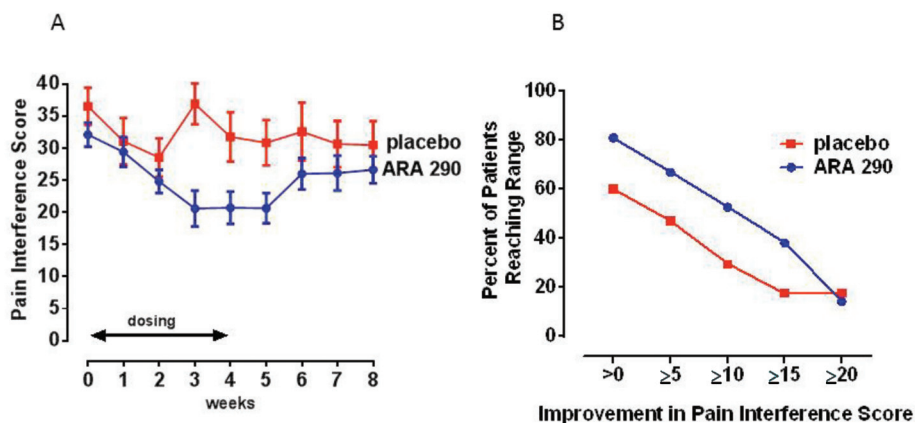 A
Pain Interference Score
40
35
30
25
20
15
10
5
0
placebo
ARA 290
dosing
0 1 2 3 4 5 6 7 8
weeks
B
Percent of Patients
Reaching Range
100
80
60
40
20
0
placebo
ARA 290
>0 ≥5 ≥10 ≥15 ≥20
Improvement in Pain Interference Score